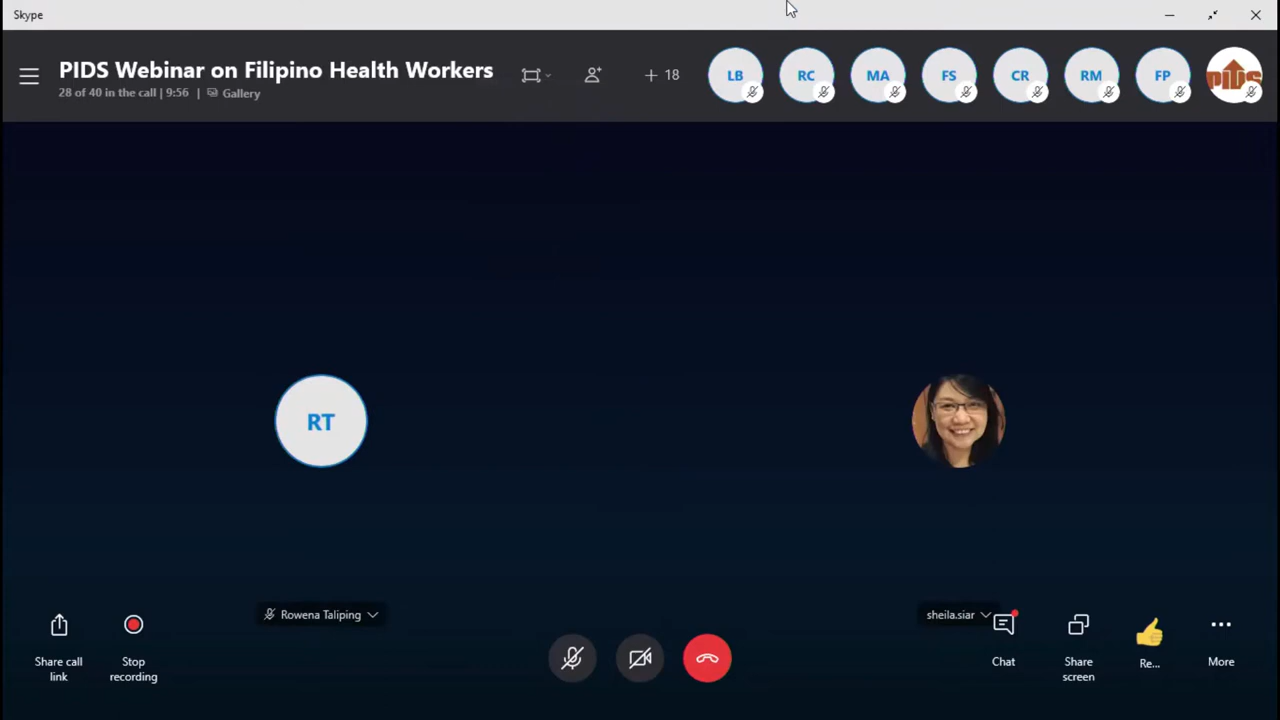 Skype
PIDS Webinar on Filipino Health Workers
28 of 40 in the call | 9:56 | Gallery
+ 18
LB
RC
MA
FS
CR
RM
FP
PIDS
RT
Rowena Taliping
sheila.siar
Share call
link
Stop
recording
Chat
Share
screen
Re...
More